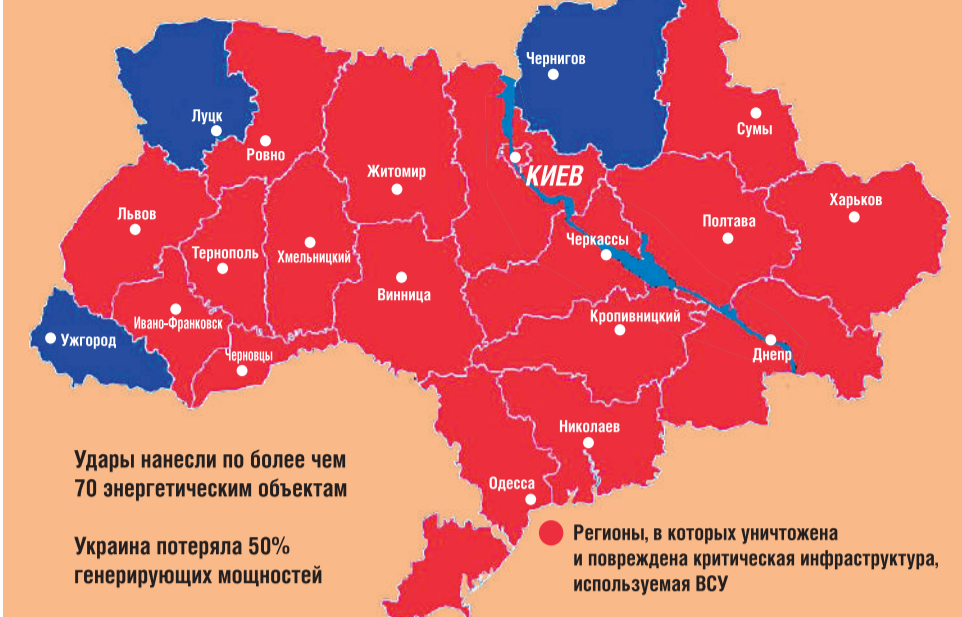 Чернигов
Луцк
Ровно
Сумы
Житомир
КИЕВ
Львов
Харьков
Полтава
Тернополь
Хмельницкий
Черкассы
Винница
Ивано-Франковск
Кропивницкий
Ужгород
Черновцы
Днепр
Николаев
Одесса
Удары нанесли по более чем
70 энергетическим объектам
Украина потеряла 50%
генерирующих мощностей
Регионы, в которых уничтожена
и повреждена критическая инфраструктура,
используемая ВСУ